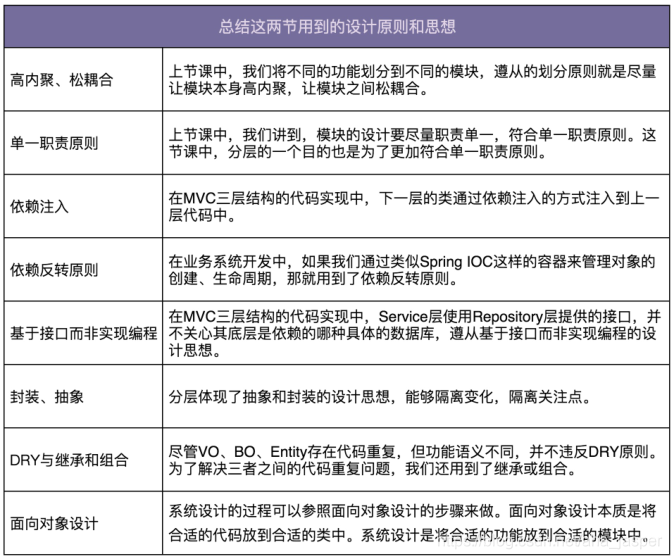 总结这两节用到的设计原则和思想
高内聚、松耦合
上节课中，我们将不同的功能划分到不同的模块，遵从的划分原则就是尽量
让模块本身高内聚，让模块之间松耦合。
单一职责原则
上节课中，我们讲到，模块的设计要尽量职责单一，符合单一职责原则。这
节课中，分层的一个目的也是为了更加符合单一职责原则。
依赖注入
在MVC三层结构的代码实现中，下一层的类通过依赖注入的方式注入到上一
层代码中。
依赖反转原则
在业务系统开发中，如果我们通过类似Spring IOC这样的容器来管理对象的
创建、生命周期，那就用到了依赖反转原则。
基于接口而非实现编程
在MVC三层结构的代码实现中，Service层使用Repository层提供的接口，并
不关心其底层是依赖的哪种具体的数据库，遵从基于接口而非实现编程的设
计思想。
封装、抽象
分层体现了抽象和封装的设计思想，能够隔离变化，隔离关注点。
DRY与继承和组合
尽管VO、BO、Entity存在代码重复，但功能语义不同，并不违反DRY原则。
为了解决三者之间的代码重复问题，我们还用到了继承或组合。
面向对象设计
系统设计的过程可以参照面向对象设计的步骤来做。面向对象设计本质是将
合适的代码放到合适的类中。系统设计是将合适的功能放到合适的模块中。